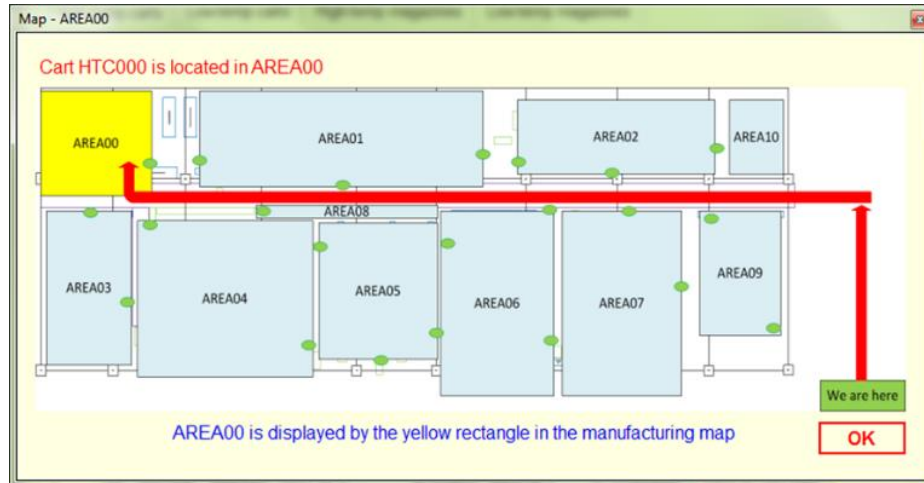 Map - AREA00
Cart HTC000 is located in AREA00
AREA00
AREA01
AREA02
AREA10
AREA08
AREA03
AREA04
AREA05
AREA06
AREA07
AREA09
We are here
AREA00 is displayed by the yellow rectangle in the manufacturing map
OK